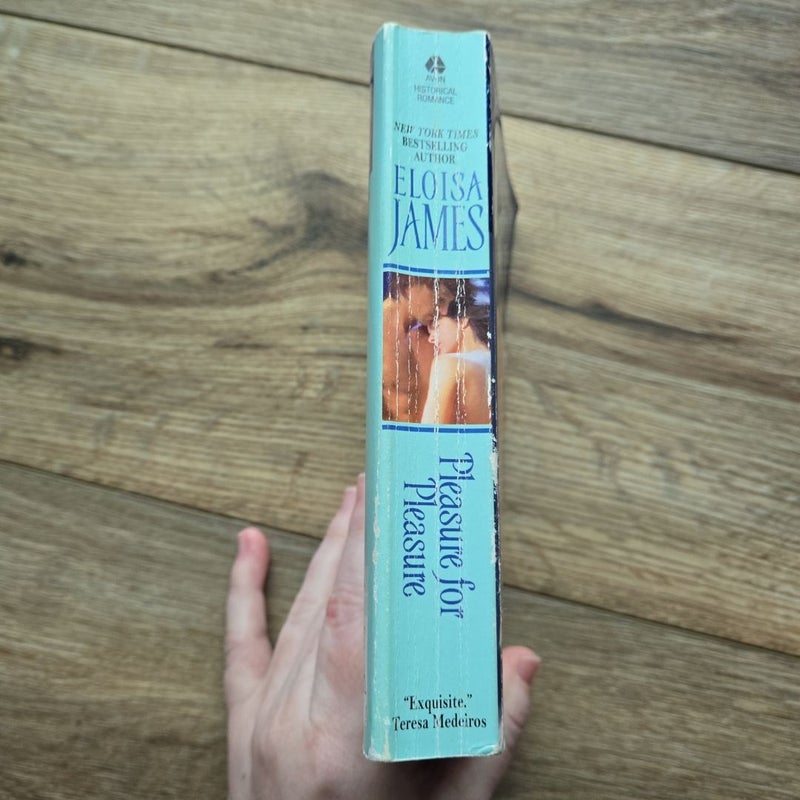 AVON
HISTORICAL
ROMANCE
NEW YORK TIMES
BESTSELLING
AUTHOR
ELOISA
JAMES
Pleasure for
Pleasure
“Exquisite.”
Teresa Medeiros